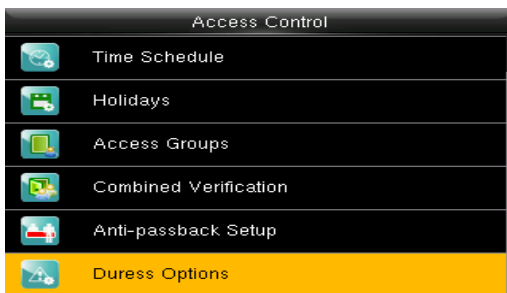 Access Control
Time Schedule
Holidays
Access Groups
Combined Verification
Anti-passback Setup
Duress Options